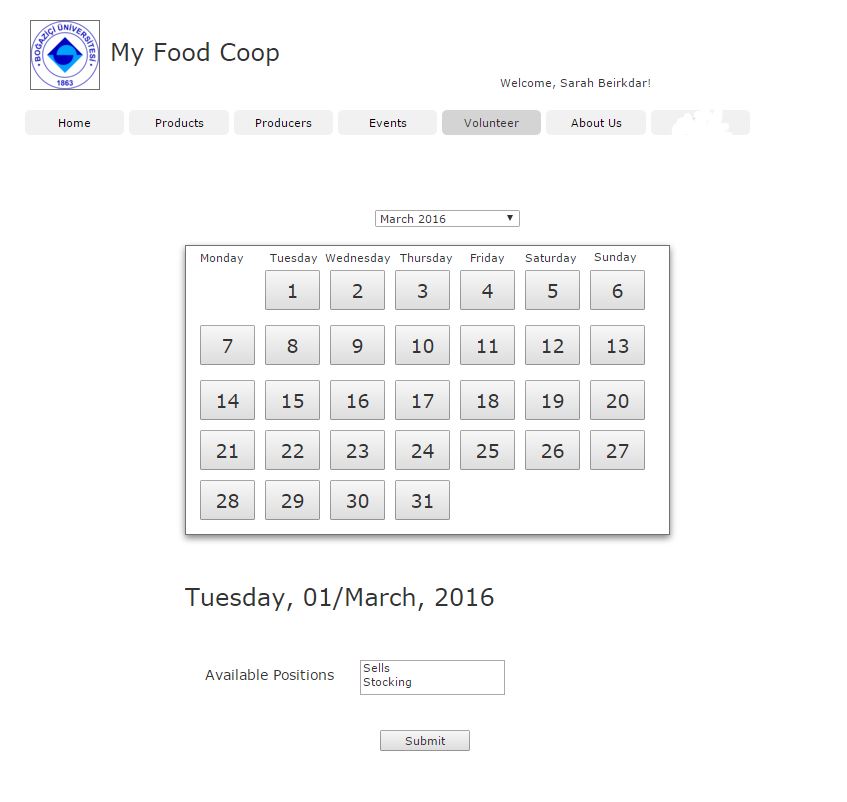 BOĞAZİÇİ ÜNİVERSİTESİ
1863
My Food Coop
Welcome, Sarah Beirkdar!
Home Products Producers Events Volunteer About Us
March 2016
Monday Tuesday Wednesday Thursday Friday Saturday Sunday
1 2 3 4 5 6
7 8 9 10 11 12 13
14 15 16 17 18 19 20
21 22 23 24 25 26 27
28 29 30 31
Tuesday, 01/March, 2016
Available Positions
Sells
Stocking
Submit